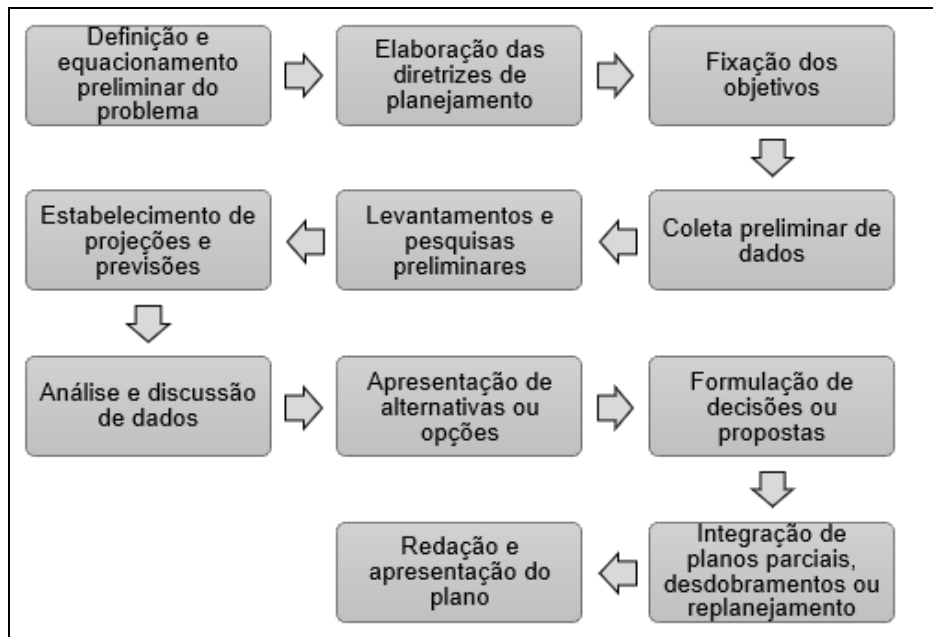 Definição e
equacionamento
preliminar do
problema
Elaboração das
diretrizes de
planejamento
Fixação dos
objetivos
Coleta preliminar de
dados
Levantamentos e
pesquisas
preliminares
Estabelecimento de
projeções e
previsões
Análise e discussão
de dados
Apresentação de
alternativas ou
opções
Formulação de
decisões ou
propostas
Integração de
planos parciais,
desdobramentos ou
replanejamento
Redação e
apresentação do
plano